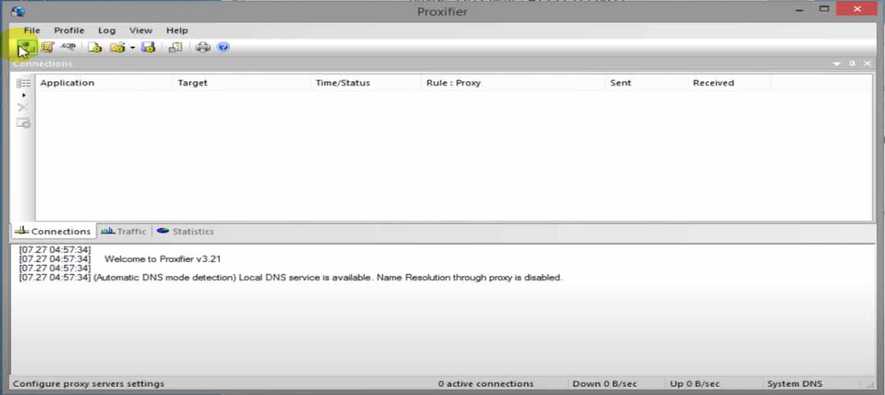 Proxifier
File Profile Log View Help
Connections
Application Target Time/Status Rule : Proxy Sent Received
Connections Traffic Statistics
[07.27 04:57:34]
[07.27 04:57:34] Welcome to Proxifier v3.21
[07.27 04:57:34]
[07.27 04:57:34] (Automatic DNS mode detection) Local DNS service is available. Name Resolution through proxy is disabled.
Configure proxy servers settings 0 active connections Down 0 B/sec Up 0 B/sec System DNS